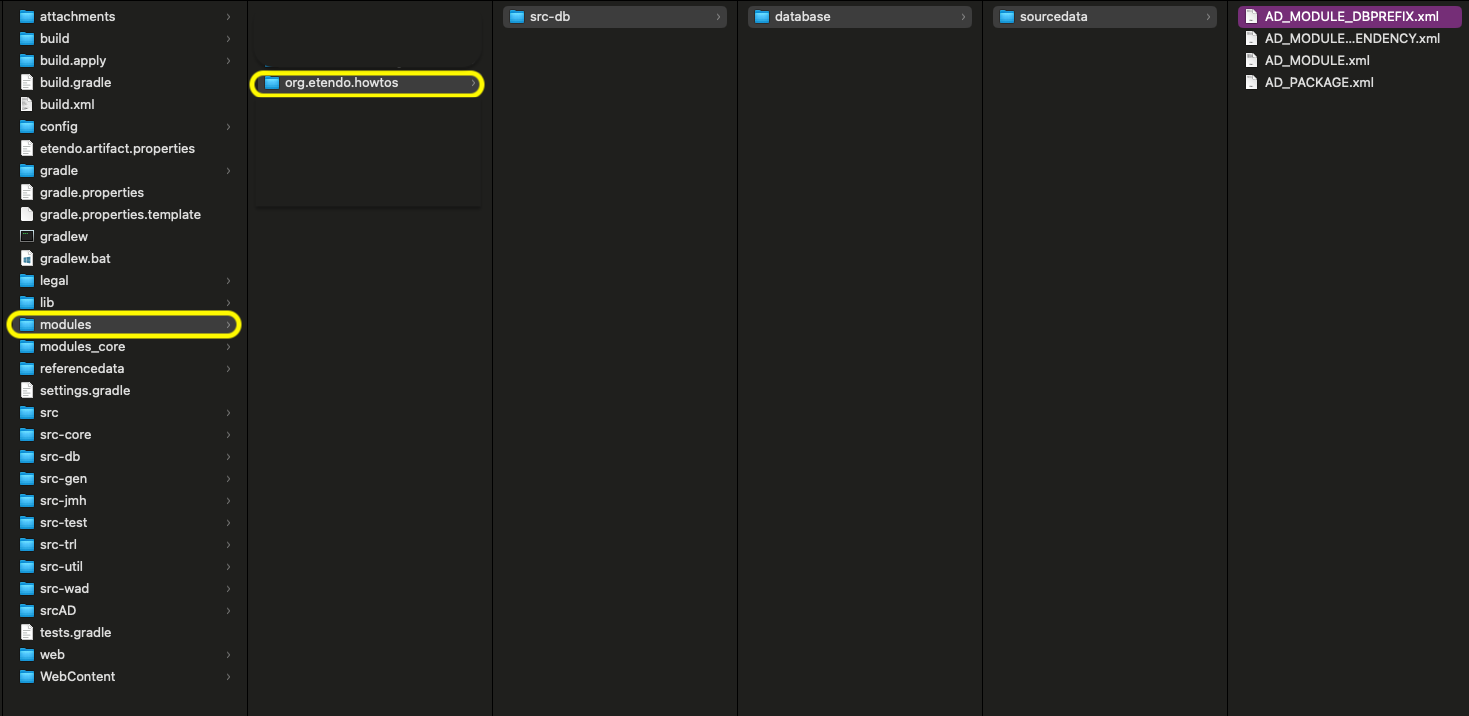 attachments
build
build.apply
build.gradle
build.xml
config
etendo.artifact.properties
gradle
gradle.properties
gradle.properties.template
gradlew
gradlew.bat
legal
lib
modules
modules_core
referencedata
settings.gradle
src
src-core
src-db
src-gen
src-jmh
src-test
src-trl
src-util
src-wad
srcAD
tests.gradle
web
WebContent
org.etendo.howtos
src-db
database
sourcedata
AD_MODULE_DBPREFIX.xml
AD_MODULE...ENDENCY.xml
AD_MODULE.xml
AD_PACKAGE.xml